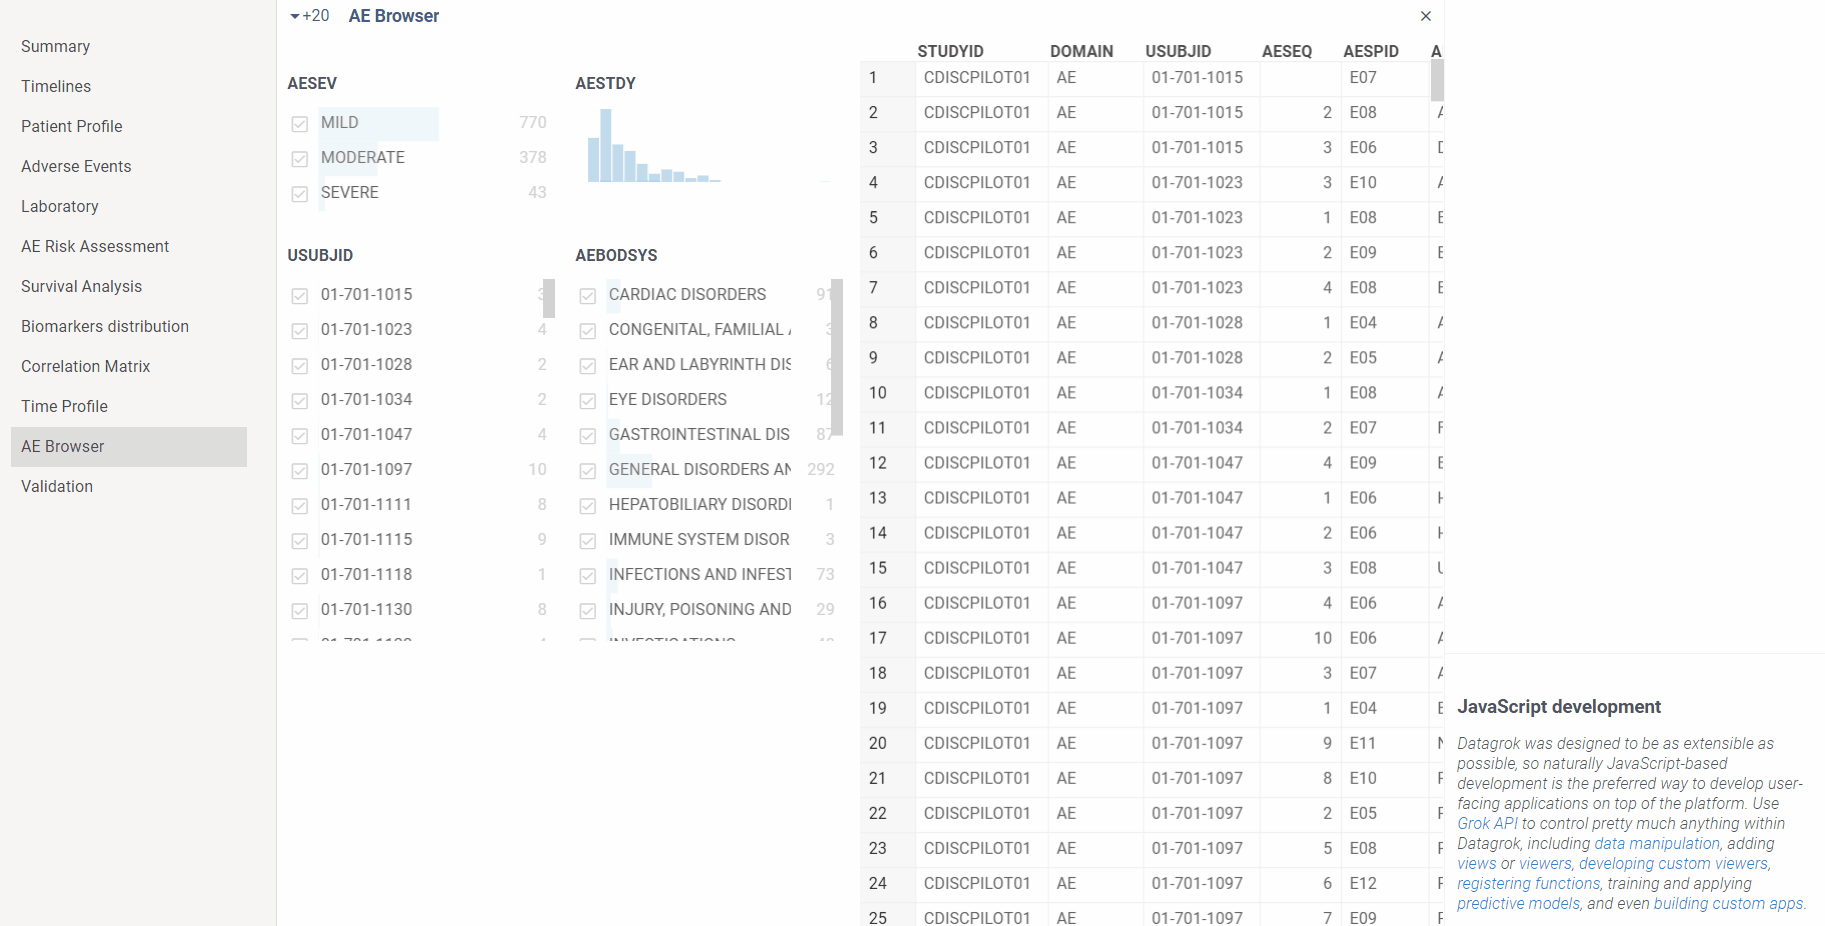 Summary
Timelines
Patient Profile
Adverse Events
Laboratory
AE Risk Assessment
Survival Analysis
Biomarkers distribution
Correlation Matrix
Time Profile
AE Browser
Validation
+20 AE Browser
AESEV
MILD 770
MODERATE 378
SEVERE 43
AESTDY
USUBJID
01-701-1015 3
01-701-1023 4
01-701-1028 2
01-701-1034 2
01-701-1047 4
01-701-1097 10
01-701-1111 8
01-701-1115 9
01-701-1118 1
01-701-1130 8
AEBODSYS
CARDIAC DISORDERS 91
CONGENITAL, FAMILIAL 3
EAR AND LABYRINTH DIS 6
EYE DISORDERS 12
GASTROINTESTINAL DIS 87
GENERAL DISORDERS AN 292
HEPATOBILIARY DISORD 1
IMMUNE SYSTEM DISOR 3
INFECTIONS AND INFEST 73
INJURY, POISONING AND 29
INVESTIGATIONS
STUDYID DOMAIN USUBJID AESEQ AESPID A
1 CDISCPILOT01 AE 01-701-1015 E07
2 CDISCPILOT01 AE 01-701-1015 2 E08
3 CDISCPILOT01 AE 01-701-1015 3 E06
4 CDISCPILOT01 AE 01-701-1023 3 E10
5 CDISCPILOT01 AE 01-701-1023 1 E08
6 CDISCPILOT01 AE 01-701-1023 2 E09
7 CDISCPILOT01 AE 01-701-1023 4 E08
8 CDISCPILOT01 AE 01-701-1028 1 E04
9 CDISCPILOT01 AE 01-701-1028 2 E05
10 CDISCPILOT01 AE 01-701-1034 1 E08
11 CDISCPILOT01 AE 01-701-1034 2 E07
12 CDISCPILOT01 AE 01-701-1047 4 E09
13 CDISCPILOT01 AE 01-701-1047 1 E06
14 CDISCPILOT01 AE 01-701-1047 2 E06
15 CDISCPILOT01 AE 01-701-1047 3 E08
16 CDISCPILOT01 AE 01-701-1097 4 E06
17 CDISCPILOT01 AE 01-701-1097 10 E06
18 CDISCPILOT01 AE 01-701-1097 3 E07
19 CDISCPILOT01 AE 01-701-1097 1 E04
20 CDISCPILOT01 AE 01-701-1097 9 E11
21 CDISCPILOT01 AE 01-701-1097 8 E10
22 CDISCPILOT01 AE 01-701-1097 2 E05
23 CDISCPILOT01 AE 01-701-1097 5 E08
24 CDISCPILOT01 AE 01-701-1097 6 E12
25 CDISCPILOT01 AE 01-701-1097 7 E09
JavaScript development
Datagrok was designed to be as extensible as
possible, so naturally JavaScript-based
development is the preferred way to develop user-
facing applications on top of the platform. Use
Grok API to control pretty much anything within
Datagrok, including data manipulation, adding
views or viewers, developing custom viewers,
registering functions, training and applying
predictive models, and even building custom apps.